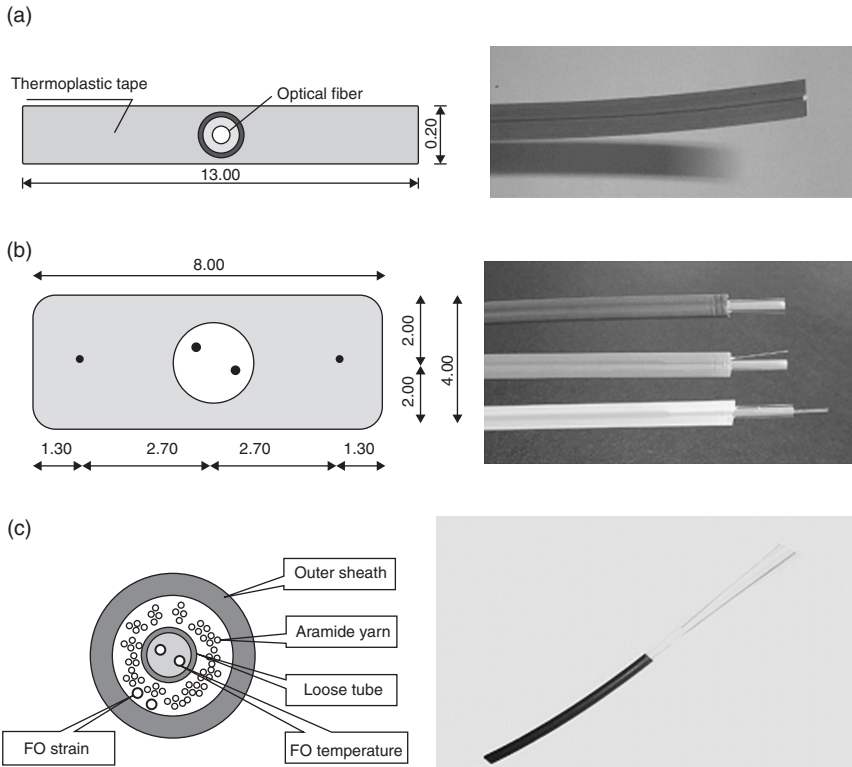 (a)
Thermoplastic tape
Optical fiber
0.20
13.00
(b)
8.00
2.00
4.00
2.00
1.30 2.70 2.70 1.30
(c)
Outer sheath
Aramide yarn
Loose tube
FO strain FO temperature